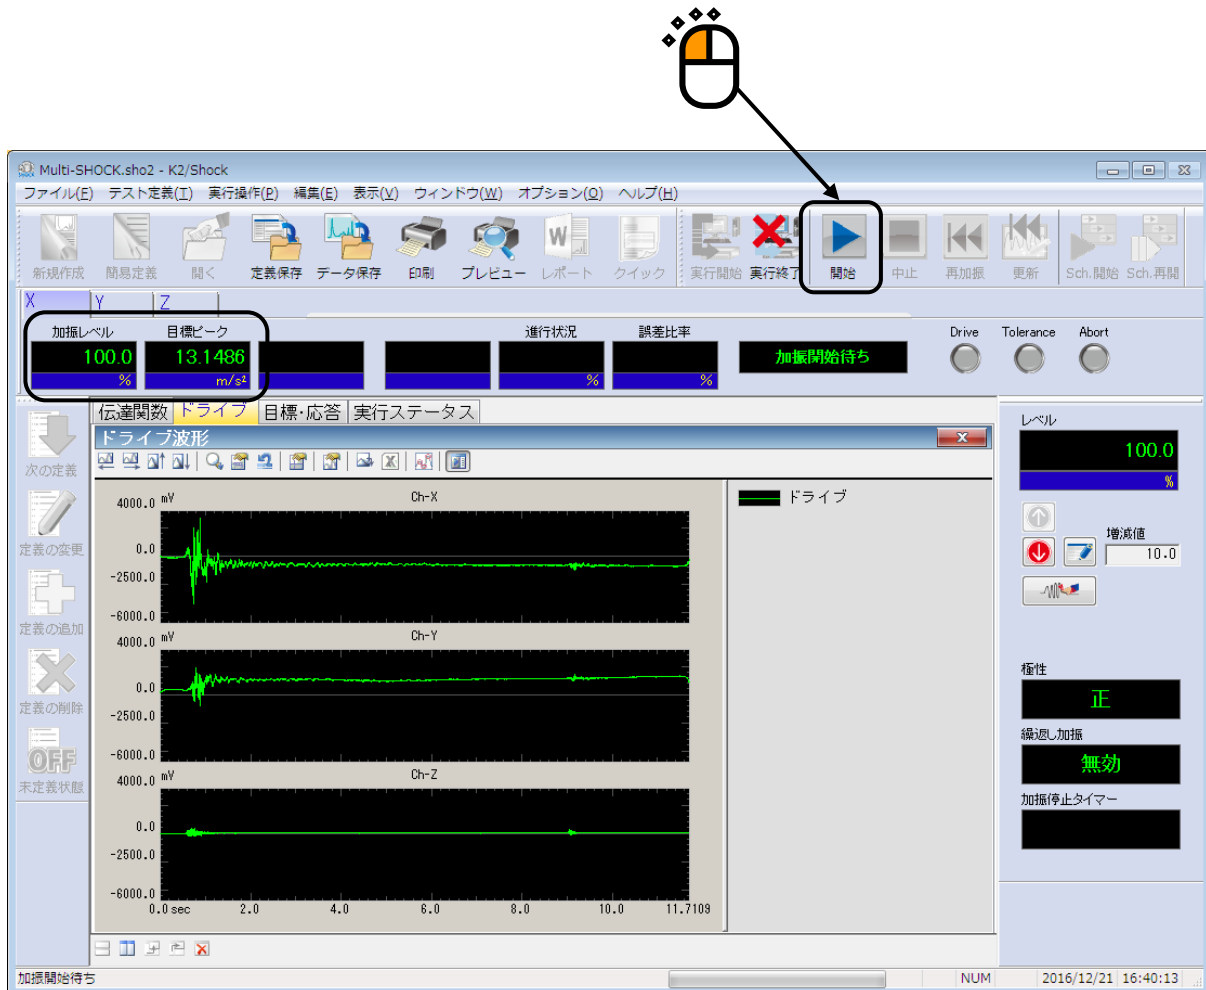 Multi-SHOCK.sho2 - K2/Shock
ファイル(F) テスト定義(T) 実行操作(P) 編集(E) 表示(V) ウィンドウ(W) オプション(O) ヘルプ(H)
新規作成 簡易定義 開く 定義保存 データ保存 印刷 プレビュー レポート クイック 実行開始 実行終了 開始 中止 再加振 更新 Sch.開始 Sch.再開
X Y Z
加振レベル 目標ピーク 進行状況 誤差比率 Drive Tolerance Abort
100.0 13.1486 加振開始待ち
% m/s² % %
伝達関数 ドライブ 目標・応答 実行ステータス
ドライブ波形
次の定義
定義の変更
定義の追加
定義の削除
OFF
未定義状態
4000.0 mV Ch-X
0.0
-2500.0
-6000.0
4000.0 mV Ch-Y
0.0
-2500.0
-6000.0
4000.0 mV Ch-Z
0.0
-2500.0
-6000.0
0.0 sec 2.0 4.0 6.0 8.0 10.0 11.7109
ドライブ
レベル
100.0
%
増減値
10.0
極性
正
繰返し加振
無効
加振停止タイマー
加振開始待ち NUM 2016/12/21 16:40:13